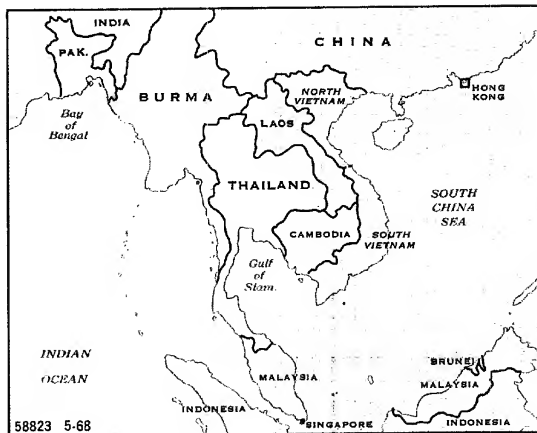 INDIA
PAK.
CHINA
BURMA
NORTH
VIETNAM
HONG
KONG
Bay
of
Bengal
LAOS
THAILAND
SOUTH
CHINA
SEA
CAMBODIA
SOUTH
VIETNAM
Gulf
of
Siam
INDIAN
OCEAN
BRUNEI
MALAYSIA
MALAYSIA
INDONESIA
INDONESIA
SINGAPORE
58823 5-68